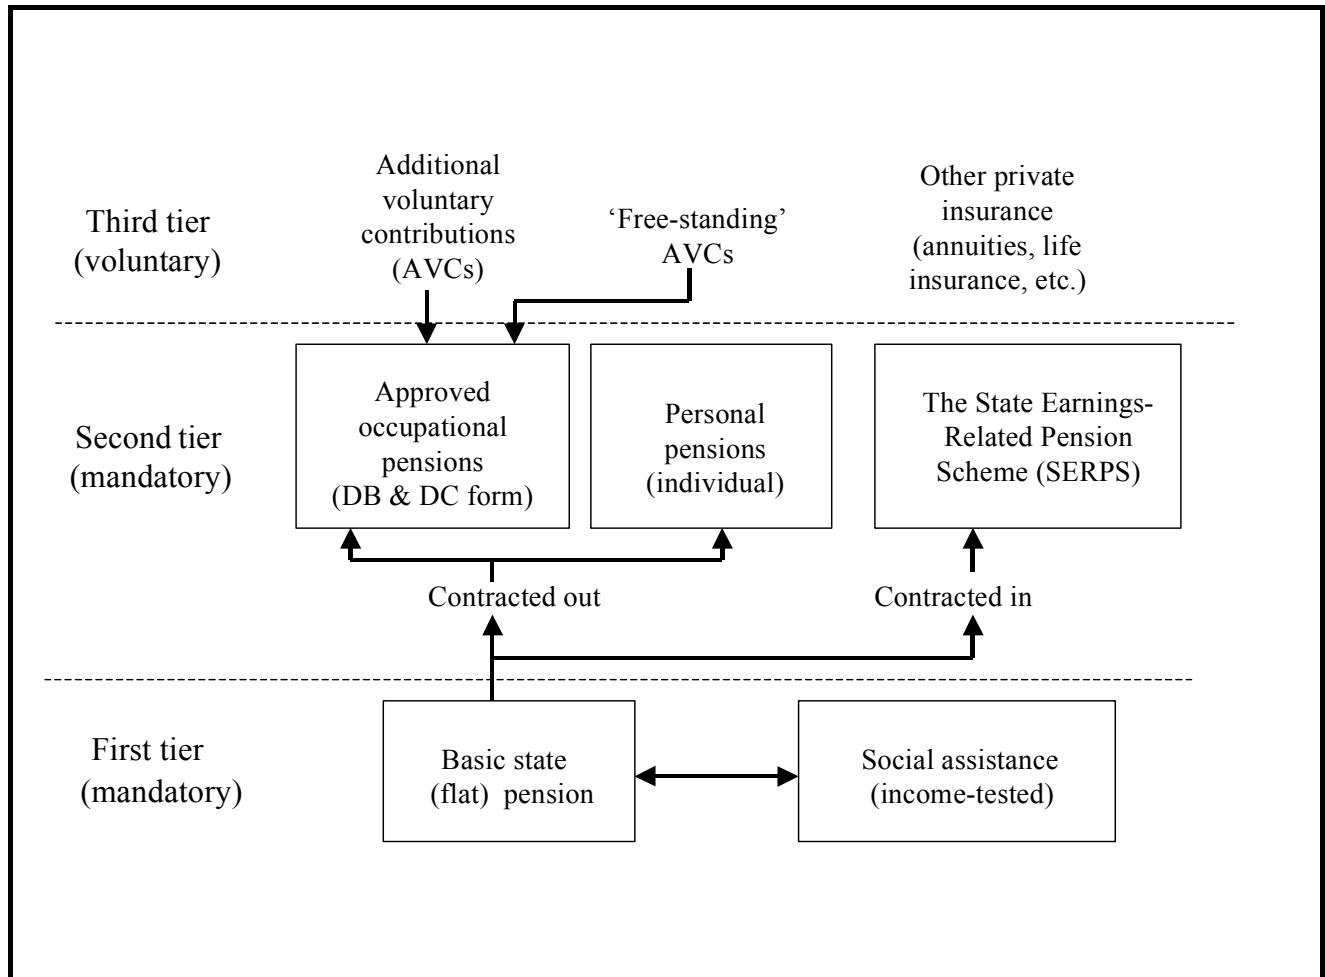 Third tier
(voluntary)
Additional
voluntary
contributions
(AVCs)
‘Free-standing’
AVCs
Other private
insurance
(annuities, life
insurance, etc.)
Second tier
(mandatory)
Approved
occupational
pensions
(DB & DC form)
Personal
pensions
(individual)
The State Earnings-
Related Pension
Scheme (SERPS)
Contracted out
Contracted in
First tier
(mandatory)
Basic state
(flat) pension
Social assistance
(income-tested)